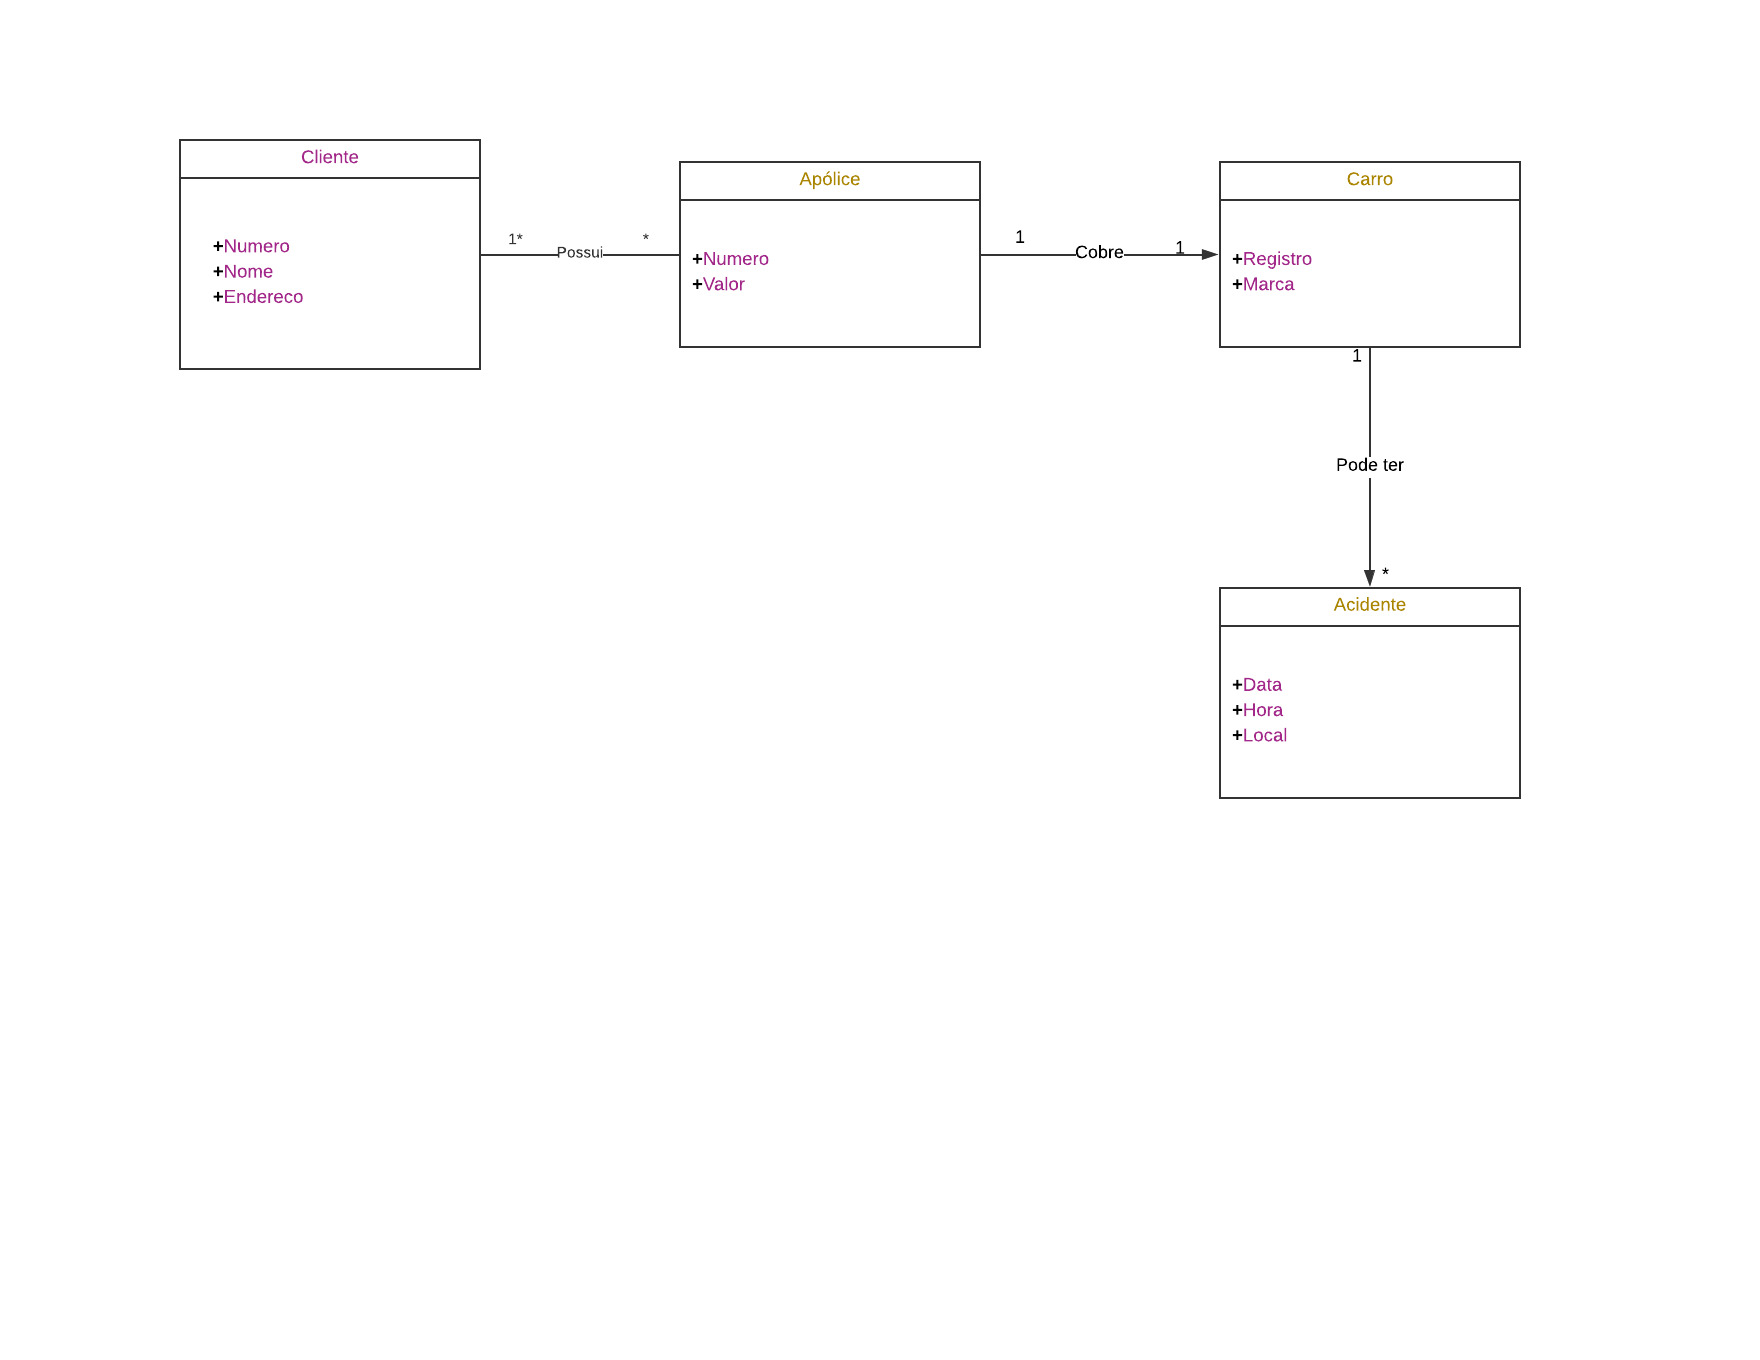 Cliente
+Numero
+Nome
+Endereco
1*
Possui
*
Apólice
+Numero
+Valor
1
Cobre
1
Carro
+Registro
+Marca
1
Pode ter
*
Acidente
+Data
+Hora
+Local